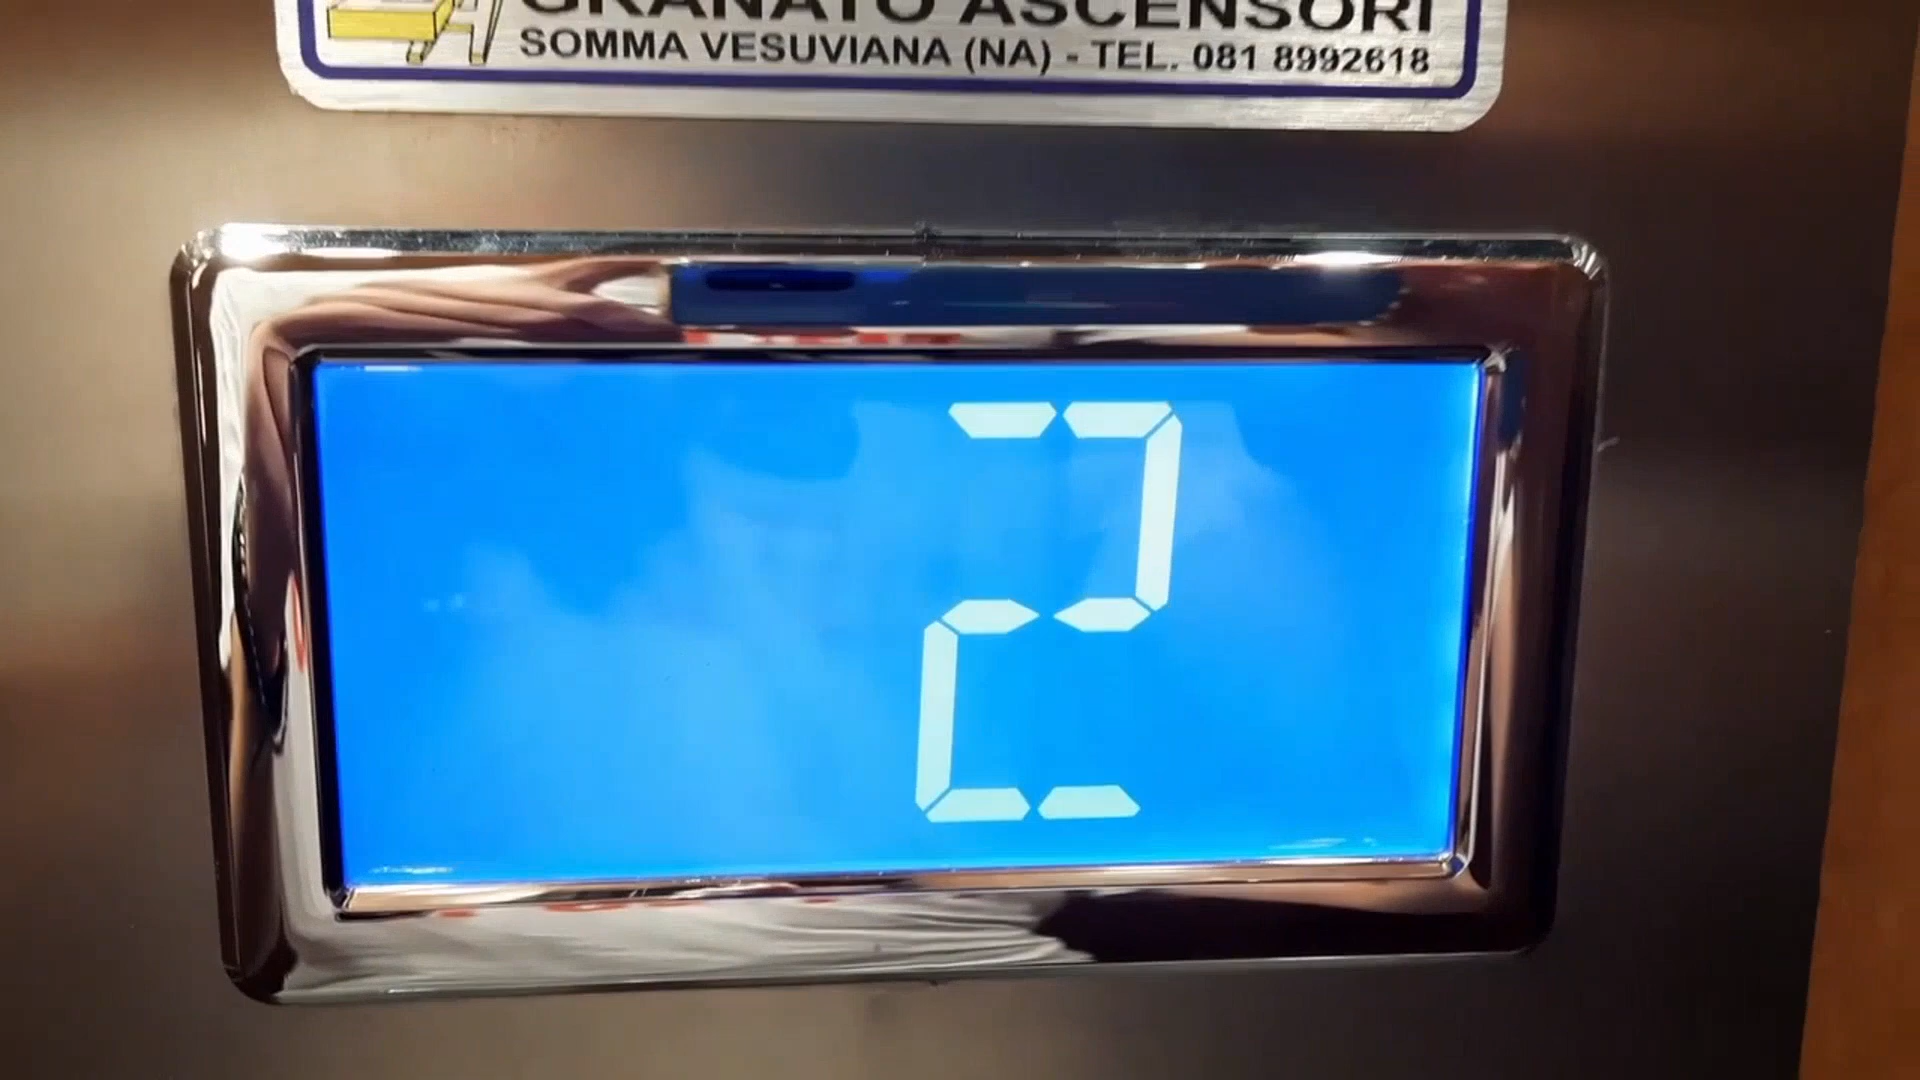 GRANATO ASCENSORI
SOMMA VESUVIANA (NA) - TEL. 081 8992618
2